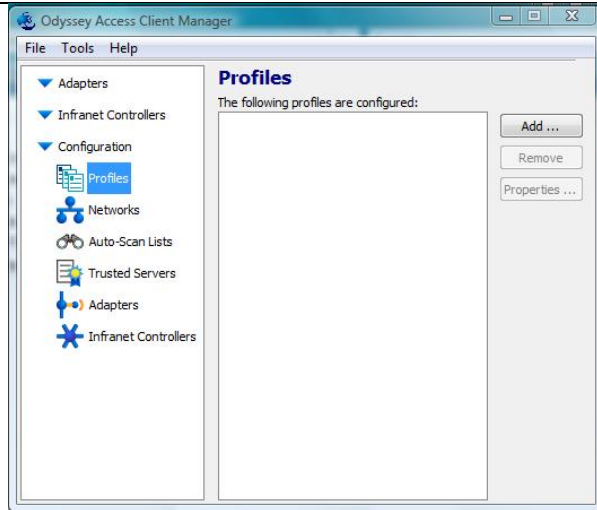 Odyssey Access Client Manager
File Tools Help
Adapters
Infranet Controllers
Configuration
Profiles
Networks
Auto-Scan Lists
Trusted Servers
Adapters
Infranet Controllers
Profiles
The following profiles are configured:
Add ...
Remove
Properties ...